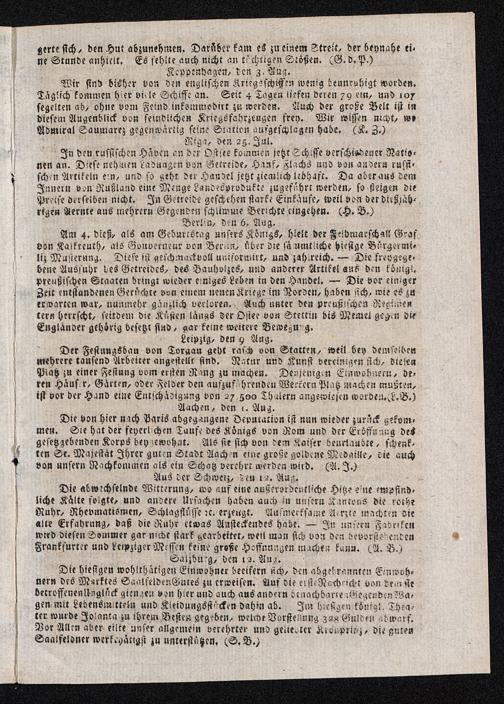 gerte sich, den Hut abzunehmen. Darüber kam es zu einem Streit, der beynahe ei-
ne Stunde anhielt. Es fehlte auch nicht an tüchtigen Stößen. (G. d. P.)
Koppenhagen, den 3. Aug.
Wir sind bisher von den englischen Kriegsschiffen wenig beunruhigt worden.
Täglich kommen hier viele Schiffe an. Seit 4 Tagen liefen deren 79 ein, und 107
segelten ab, ohne vom Feind inkommodirt zu werden. Auch der große Belt ist in
diesem Augenblick von feindlichen Kriegsfahrzeugen frey. Wir wissen nicht, wo
Admiral Saumarez gegenwärtig seine Station aufgeschlagen habe. (K. Z.)
Riga, den 25. Jul.
In den russischen Häven an der Ostsee kommen jetzt Schiffe verschiedener Natio-
nen an. Diese nehmen Ladungen von Getreide, Hanf, Flachs und von andern russi-
schen Artikeln ein, und so geht der Handel jetzt ziemlich lebhaft. Da aber aus dem
Innern von Rußland eine Menge Landesprodukte zugeführt werden, so steigen die
Preise derselben nicht. In Getreide geschehen starke Einkäufe, weil von der dießjäh-
rigen Aernte aus mehrern Gegenden schlimme Berichte eingehen. (H. B.)
Berlin, den 6. Aug.
Am 4. dieß, als am Geburtstag unsers Königs, hielt der Feldmarschall Graf
von Kalkreuth, als Gouverneur von Berlin, über die sämmtliche hiesige Bürgermi-
liz Musterung. Diese ist geschmackvoll uniformirt, und zahlreich. — Die freygege-
bene Ausfuhr des Getreides, des Bauholzes, und anderer Artikel aus den königl.
preußischen Staaten bringt wieder einiges Leben in den Handel. — Die vor einiger
Zeit entstandenen Gerüchte von einem neuen Kriege im Norden, haben sich, wie es zu
erwarten war, nunmehr gänzlich verloren. Auch unter den preußischen Regimen-
tern herrscht, seitdem die Küsten längs der Ostsee von Stettin bis Memel gegen die
Engländer gehörig besetzt sind, gar keine weitere Bewegung.
Leipzig, den 9 Aug.
Der Festungsbau von Torgau geht rasch von Statten, weil bey demselben
mehrere tausend Arbeiter angestellt sind. Natur und Kunst vereinigen sich, diesen
Platz zu einer Festung vom ersten Rang zu machen. Denjenigen Einwohnern, de-
ren Häuser, Gärten, oder Felder den aufzuführenden Werken Platz machen mußten,
ist vor der Hand eine Entschädigung von 27,500 Thalern angewiesen worden. (L. B.)
Aachen, den 1. Aug.
Die von hier nach Paris abgegangene Deputation ist nun wieder zurück gekom-
men. Sie hat der feyerlichen Taufe des Königs von Rom und der Eröffnung des
gesetzgebenden Korps beygewohnt. Als sie sich von dem Kaiser beurlaubte, schenk-
ten Se. Majestät Ihrer guten Stadt Aachen eine große goldene Medaille, die auch
von unsern Nachkommen als ein Schatz verehrt werden wird. (A. J.)
Aus der Schweiz, den 12. Aug.
Die abwechselnde Witterung, wo auf eine außerordentliche Hitze eine empfind-
liche Kälte folgte, und andere Ursachen haben auch in unsern Kantons die rothe
Ruhr, Rhevmatismen, Schlagflüsse ꝛc. erzeugt. Aufmerksame Aerzte machten die
alte Erfahrung, daß die Ruhr etwas Ansteckendes habe. — In unsern Fabriken
wird diesen Sommer gar nicht stark gearbeitet, weil man sich von den bevorstehenden
Frankfurter und Leipziger Messen keine große Hoffnungen machen kann. (A. B.)
Salzburg, den 12. Aug.
Die hiesigen wohlthätigen Einwohner beeifern sich, den abgebrannten Einwoh-
nern des Marktes Saalfelden Gutes zu erweisen. Auf die erste Nachricht von dem sie
betroffenen Unglück giengen von hier und auch aus andern benachbarten Gegenden Wa-
gen mit Lebensmitteln und Kleidungsstücken dahin ab. Im hiesigen königl. Thea-
ter wurde Jolanta zu ihrem Besten gegeben, welche Vorstellung 322 Gulden abwarf.
Vor Allen aber eilte unser allgemein verehrter und geliebter Kronprinz, die guten
Saalfeldner werkthätigst zu unterstützen. (S. B.)